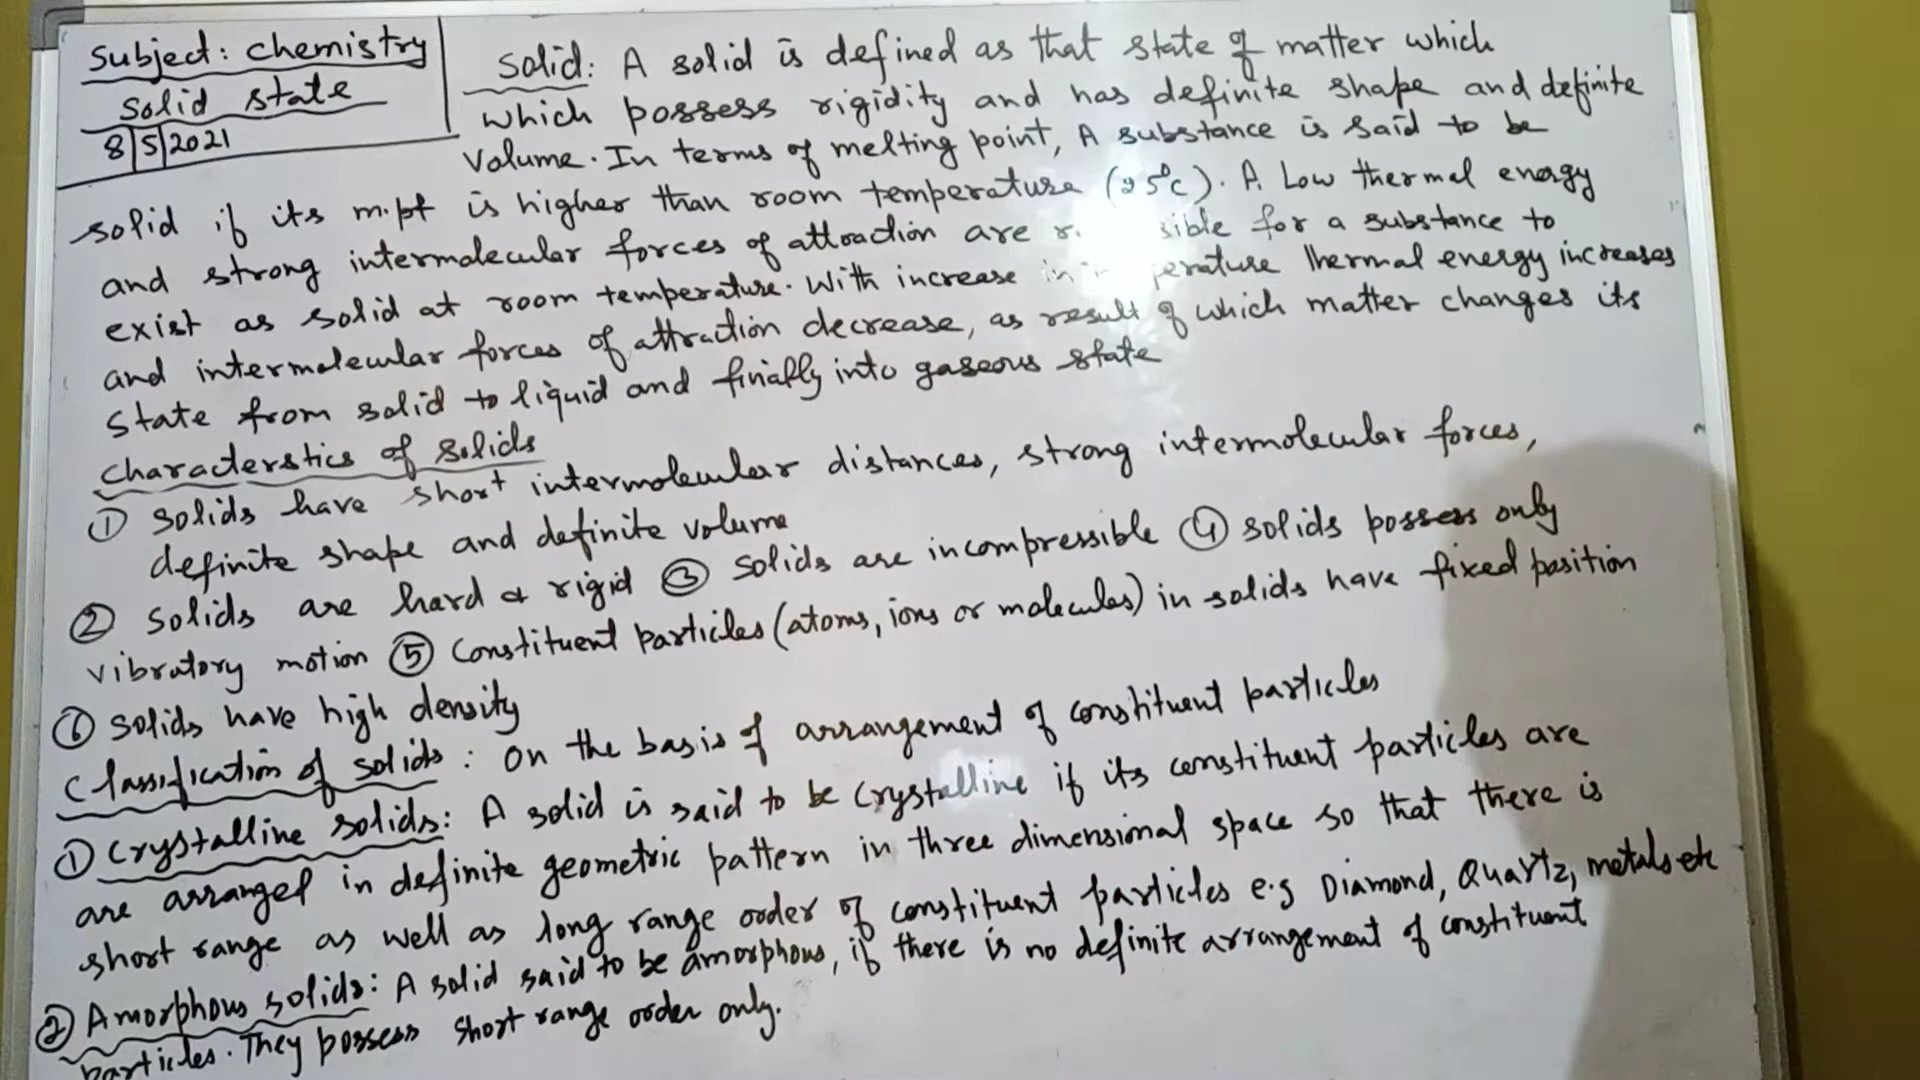 Subject: Chemistry
Solid state
8|5|2021
Solid: A solid is defined as that state of matter which
which possess rigidity and has definite shape and definite
volume. In terms of melting point, A substance is said to be
solid if its m.pt is higher than room temperature (25°C). A Low thermal energy
and strong intermolecular forces of attraction are sible for a substance to
exist as solid at room temperature. With increase in perature thermal energy increases
and intermolecular forces of attraction decrease, as result of which matter changes its
state from solid to liquid and finially into gaseous state
Characterstics of solids
① Solids have short intermolecular distances, strong intermolecular forces,
definite shape and definite volume
② Solids are hard & rigid ③ Solids are incompressible ④ Solids possess only
vibratory motion ⑤ Constituent particles (atoms, ions or molecules) in solids have fixed position
⑥ Solids have high density
Classification of solids: On the basis of arrangement of constituent particles
① Crystalline solids: A solid is said to be Crystalline if its constituent particles are
are arranged in definite geometric pattern in three dimensional space so that there is
short range as well as long range order of constituent particles e.g Diamond, Quartz, metals etc
② Amorphous solids: A solid said to be amorphous, if there is no definite arrangement of constituent
particles. They possess short range order only.